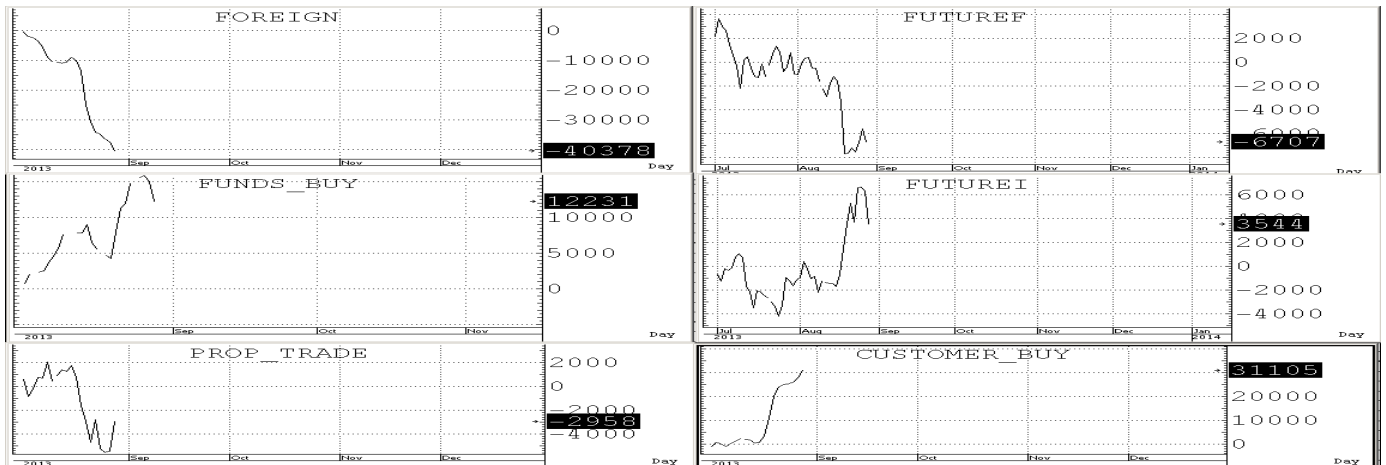 FOREIGN
0
-10000
-20000
-30000
-40378
2013
Sep
Oct
Nov
Dec
Day
FUTUREF
2000
0
-2000
-4000
-6707
Jul
Aug
Sep
Oct
Nov
Dec
Jan
FUNDS_BUY
12231
10000
5000
0
2013
Sep
Oct
Nov
Day
FUTUREI
6000
3544
2000
0
-2000
-4000
Jul
2013
Aug
Sep
Oct
Nov
Dec
Jan
2014
Day
PROP_TRADE
2000
0
-2000
-2958
-4000
2013
Sep
Oct
Nov
Dec
Day
CUSTOMER_BUY
31105
20000
10000
0
2013
Sep
Oct
Nov
Dec
Day